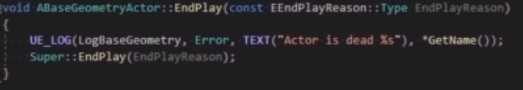 void ABaseGeometryActor::EndPlay(const EEndPlayReason::Type EndPlayReason)
{
UE_LOG(LogBaseGeometry, Error, TEXT("Actor is dead %s"), *GetName());
Super::EndPlay(EndPlayReason);
}